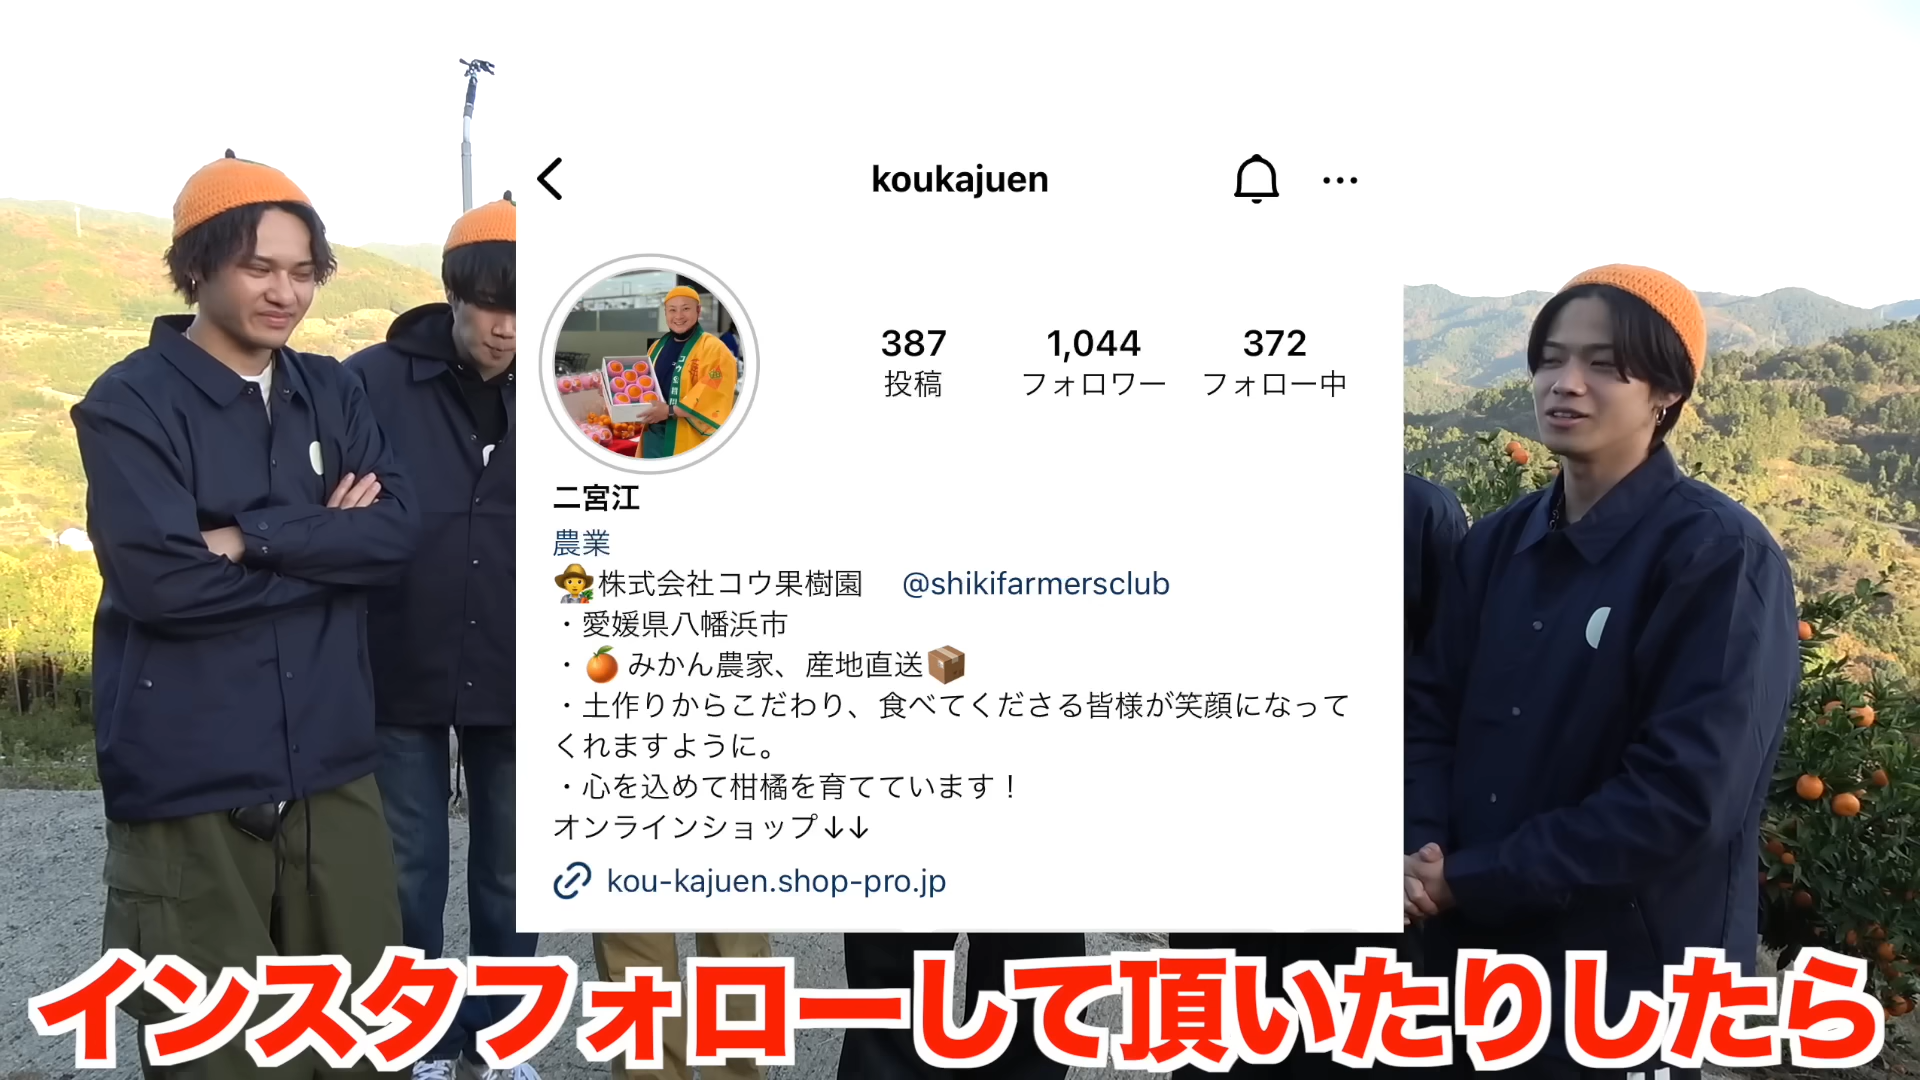 koukajuen
387
投稿
1,044
フォロワー
372
フォロー中
二宮江
農業
株式会社コウ果樹園 @shikifarmersclub
・愛媛県八幡浜市
・🍊みかん農家、産地直送📦
・土作りからこだわり、食べてくださる皆様が笑顔になって
くれますように。
・心を込めて柑橘を育てています！
オンラインショップ↓↓
kou-kajuen.shop-pro.jp
インスタフォローして頂いたりしたら